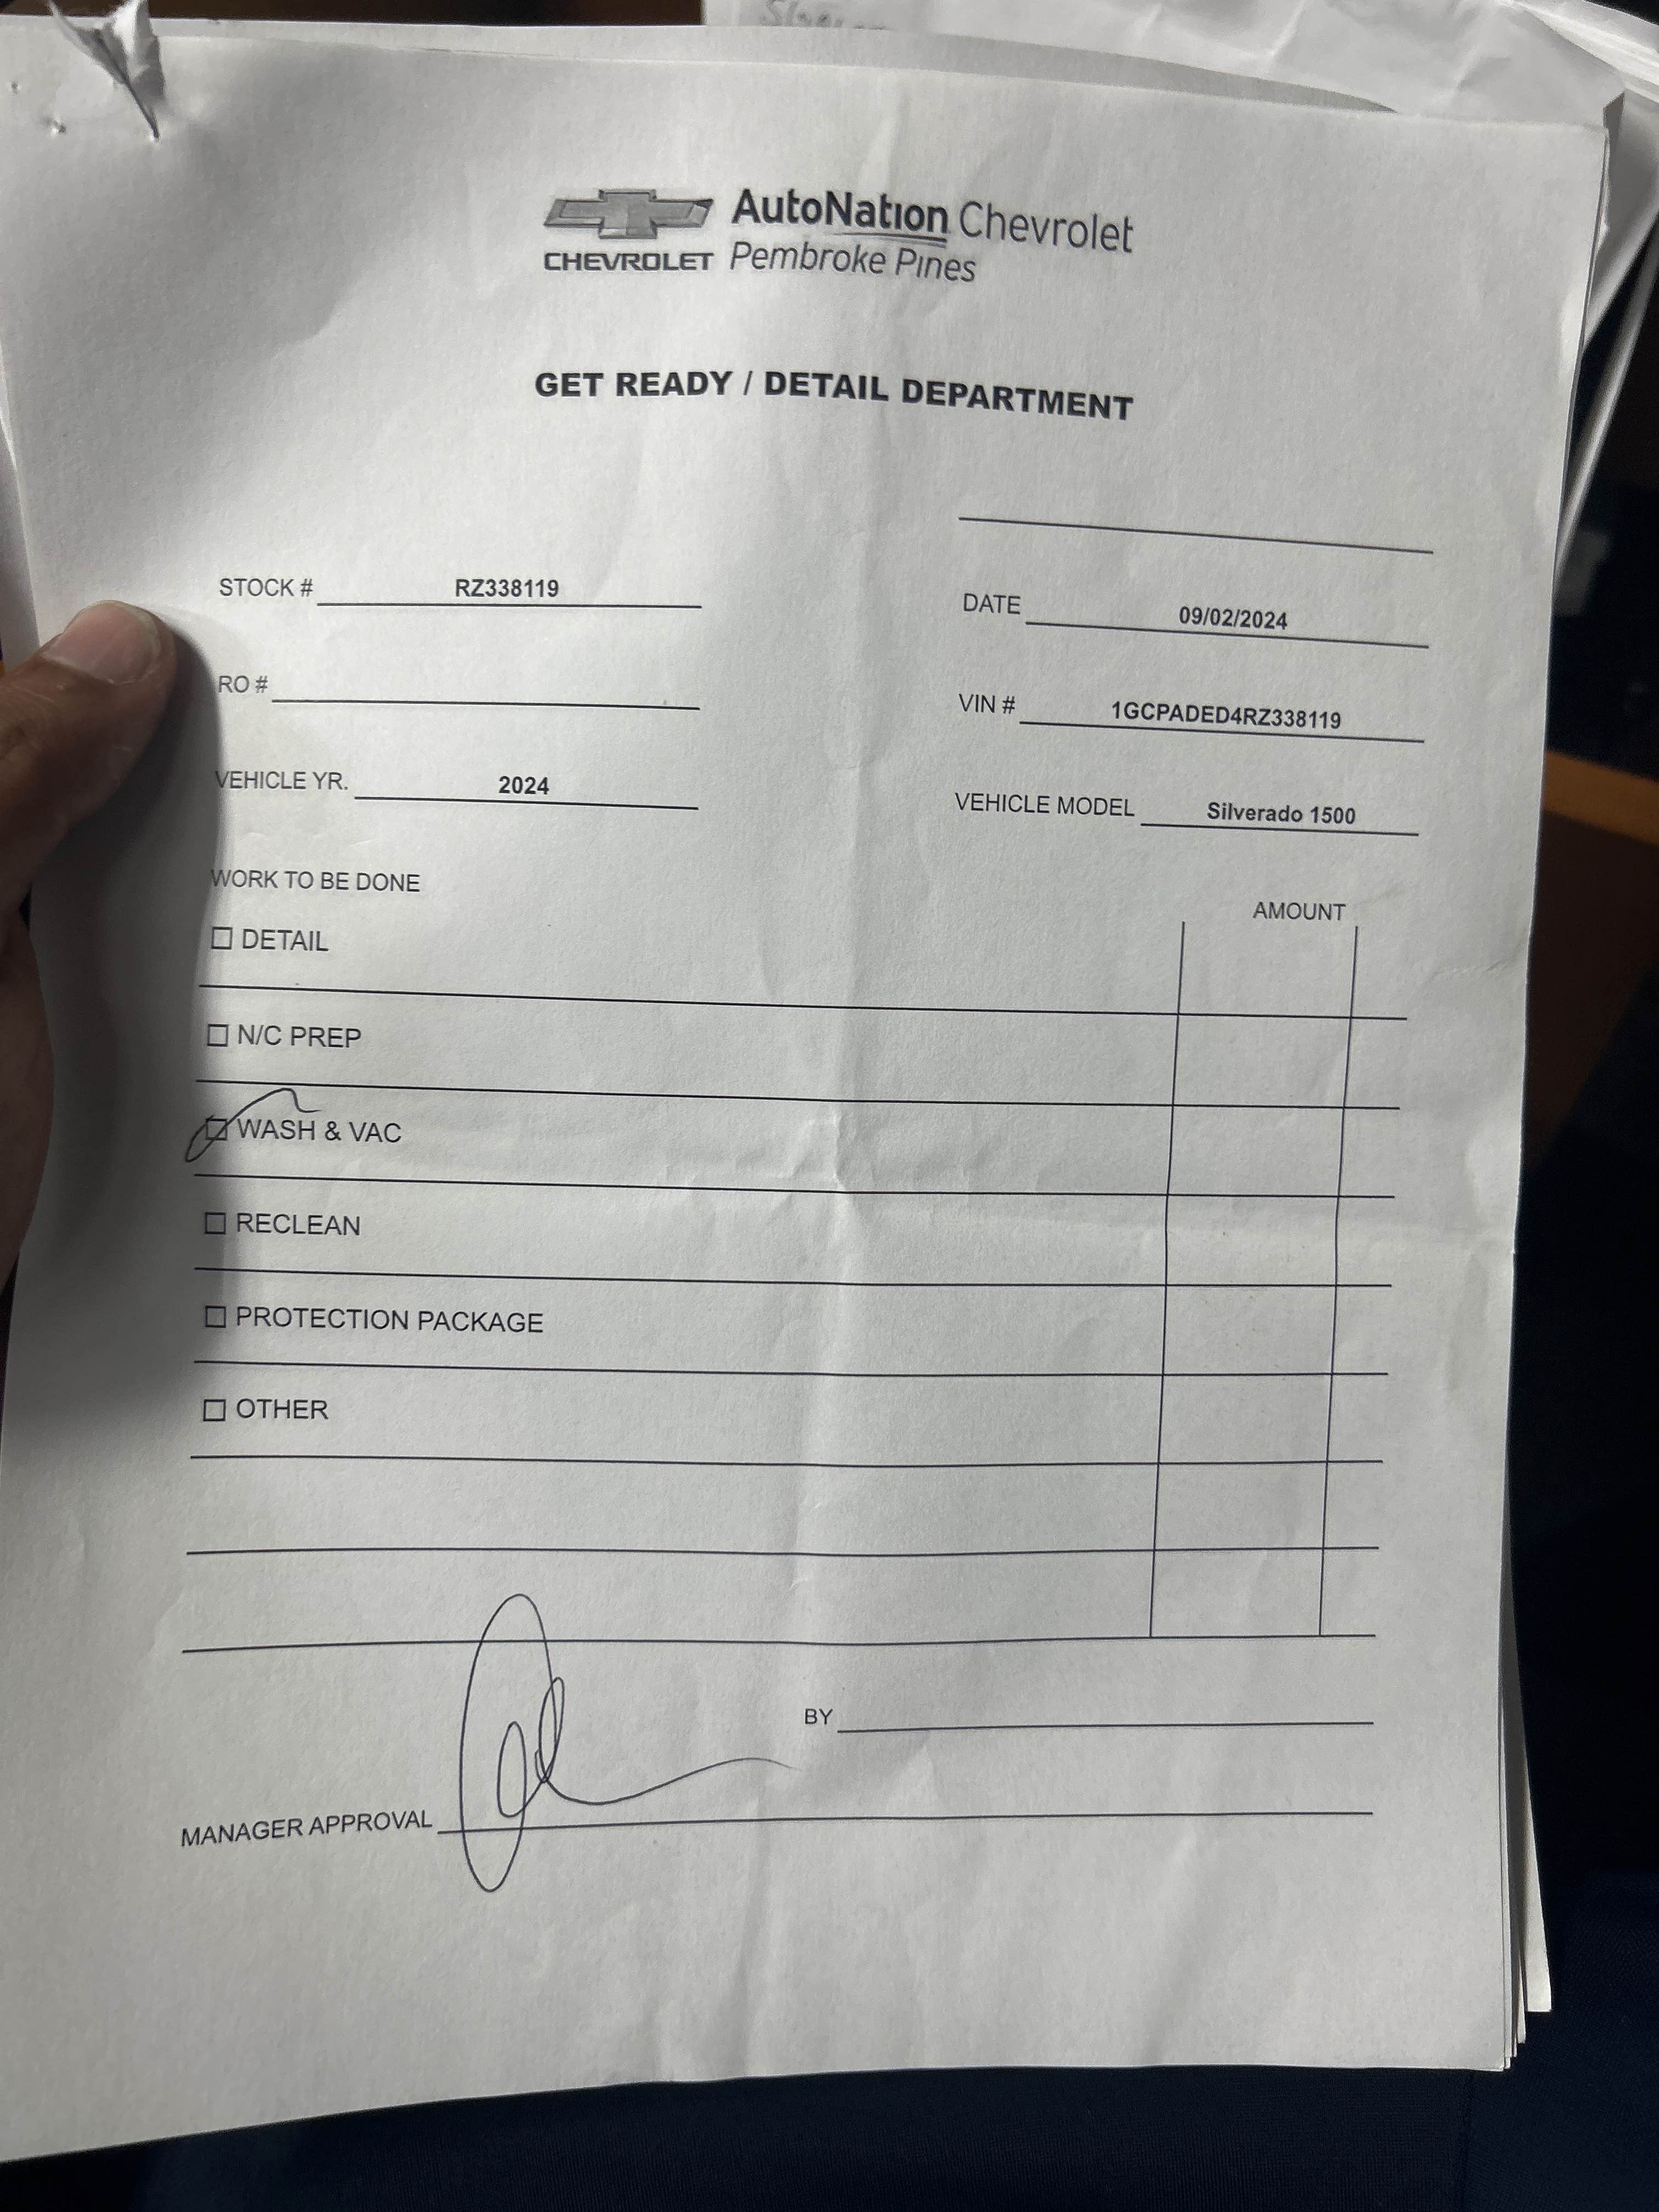 AutoNation Chevrolet
CHEVROLET Pembroke Pines
GET READY / DETAIL DEPARTMENT
STOCK # RZ338119
DATE 09/02/2024
RO #
VIN # 1GCPADED4RZ338119
VEHICLE YR. 2024
VEHICLE MODEL Silverado 1500
WORK TO BE DONE
AMOUNT
☐ DETAIL
☐ N/C PREP
☑ WASH & VAC
☐ RECLEAN
☐ PROTECTION PACKAGE
☐ OTHER
BY
MANAGER APPROVAL